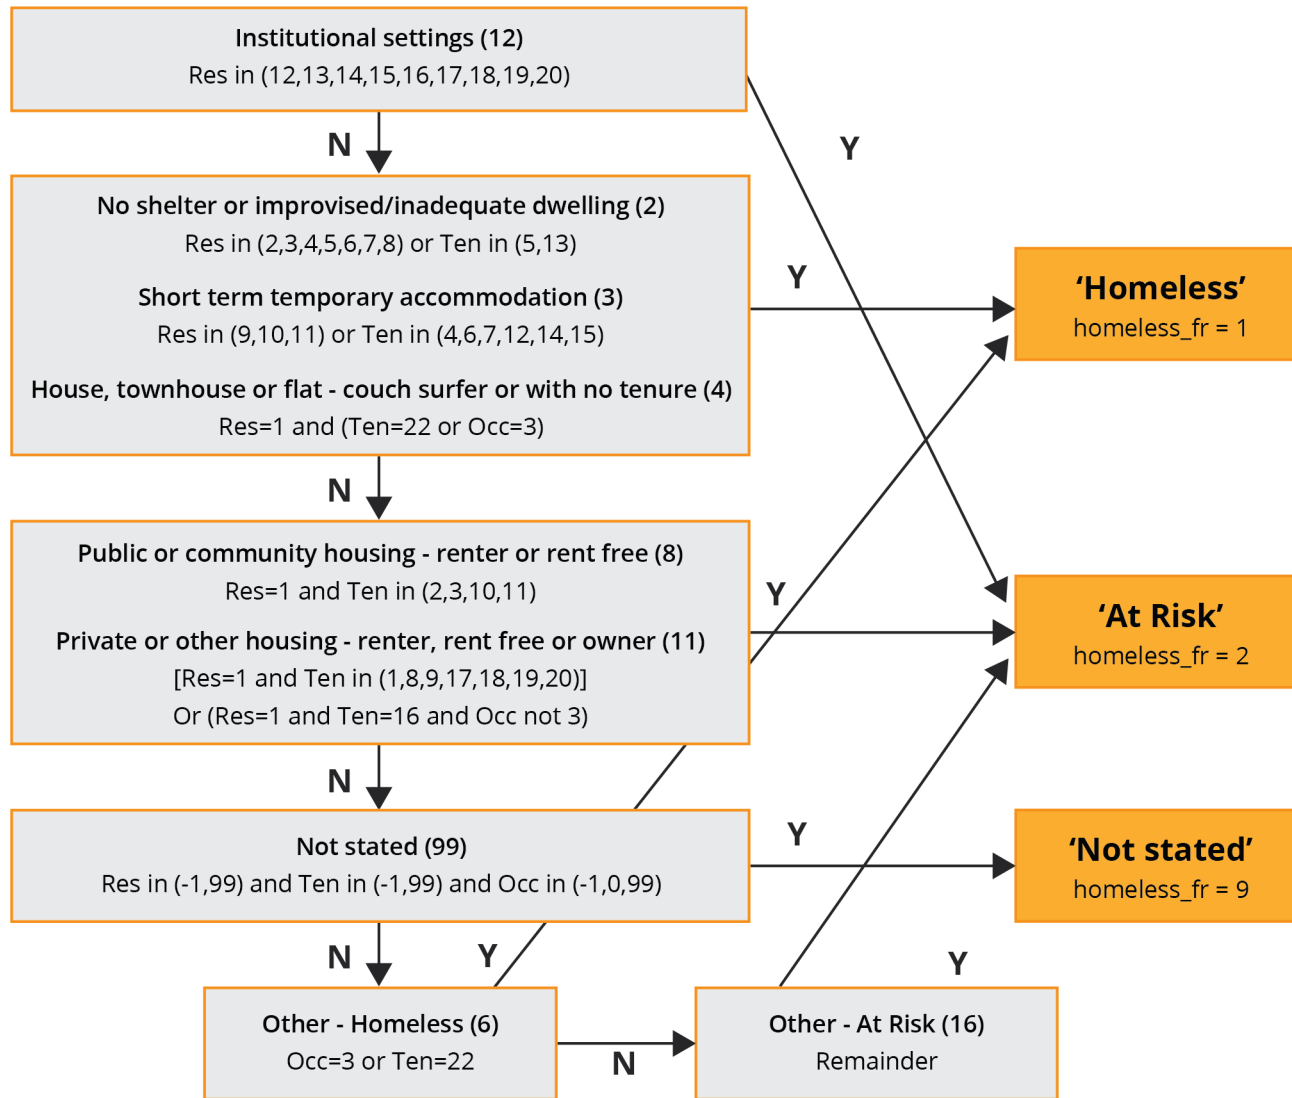 Institutional settings (12)
Res in (12,13,14,15,16,17,18,19,20)
N
Y
No shelter or improvised/inadequate dwelling (2)
Res in (2,3,4,5,6,7,8) or Ten in (5,13)
Short term temporary accommodation (3)
Res in (9,10,11) or Ten in (4,6,7,12,14,15)
House, townhouse or flat - couch surfer or with no tenure (4)
Res=1 and (Ten=22 or Occ=3)
Y
‘Homeless’
homeless_fr = 1
N
Public or community housing - renter or rent free (8)
Res=1 and Ten in (2,3,10,11)
Private or other housing - renter, rent free or owner (11)
[Res=1 and Ten in (1,8,9,17,18,19,20)]
Or (Res=1 and Ten=16 and Occ not 3)
Y
‘At Risk’
homeless_fr = 2
N
Not stated (99)
Res in (-1,99) and Ten in (-1,99) and Occ in (-1,0,99)
Y
‘Not stated’
homeless_fr = 9
N
Y
Y
Other - Homeless (6)
Occ=3 or Ten=22
N
Other - At Risk (16)
Remainder